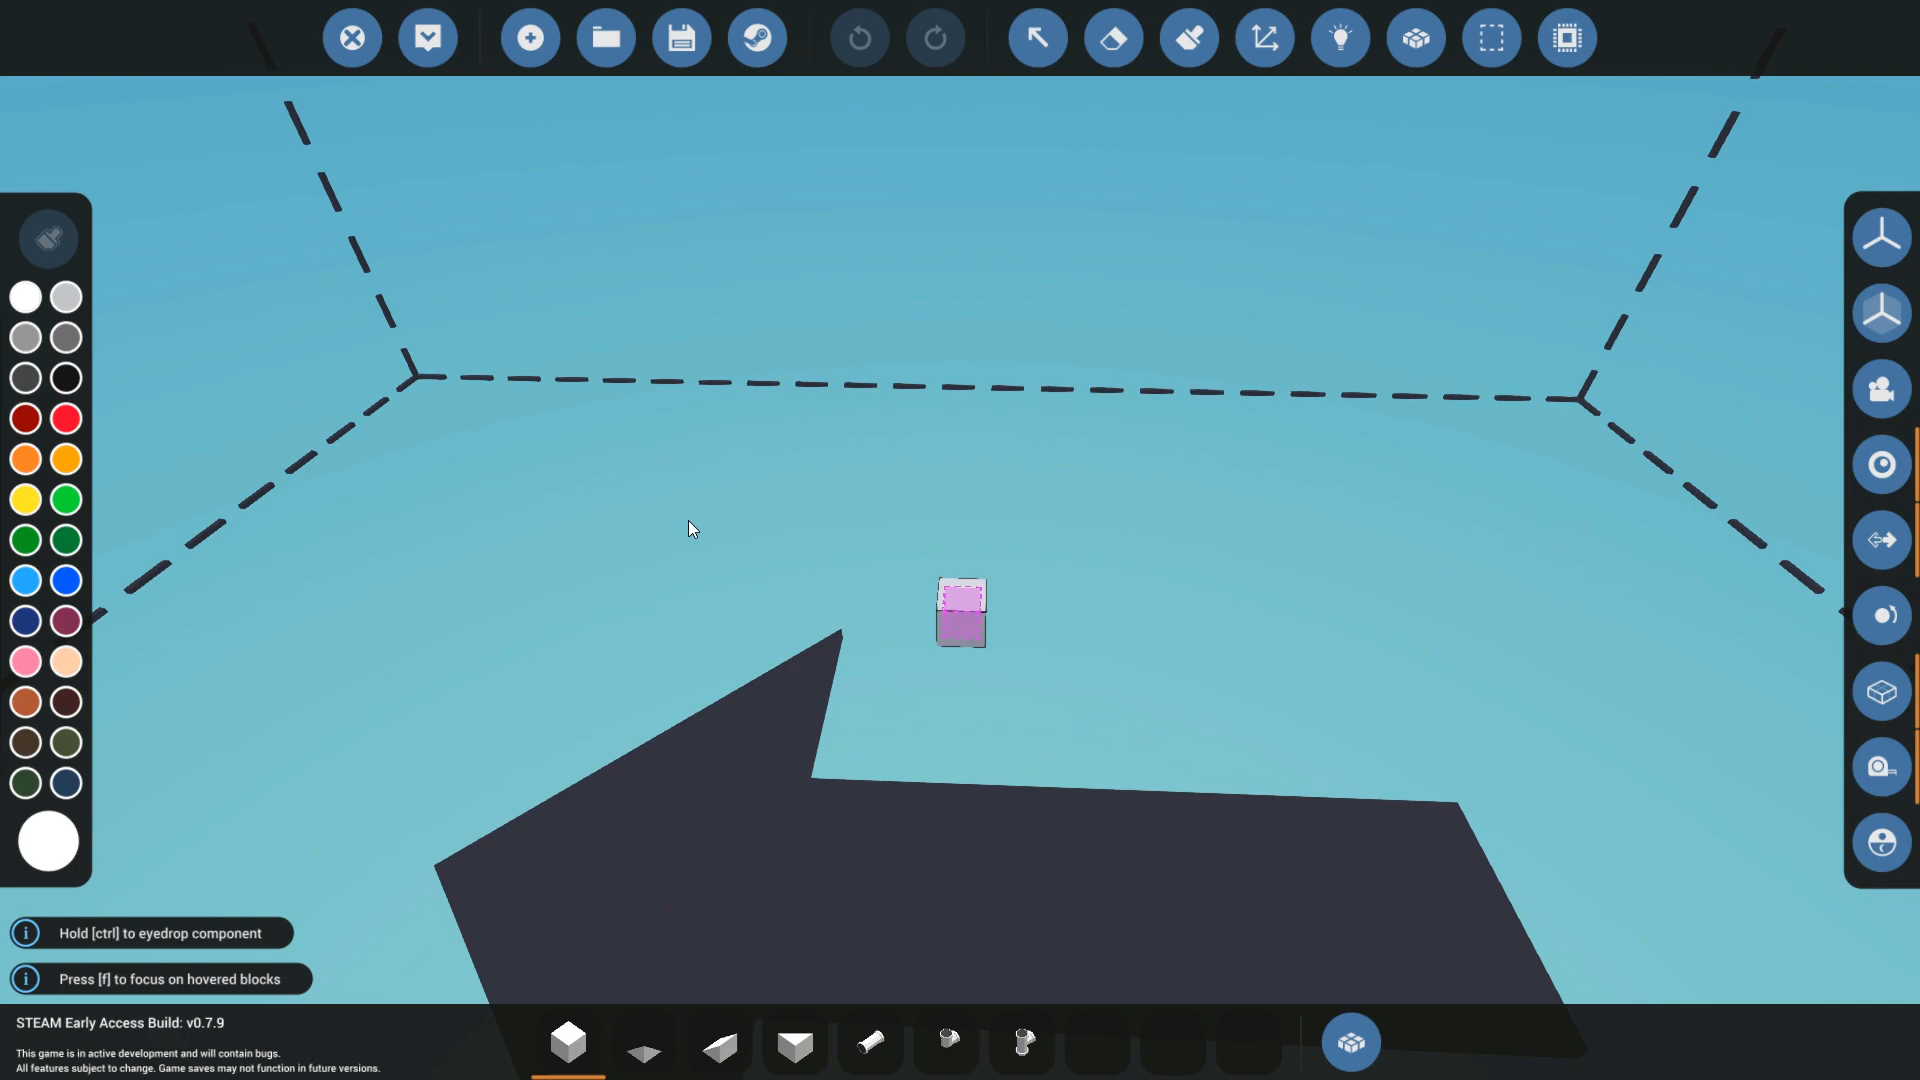 Hold [ctrl] to eyedrop component
Press [f] to focus on hovered blocks
STEAM Early Access Build: v0.7.9
This game is in active development and will contain bugs.
All features subject to change. Game saves may not function in future versions.